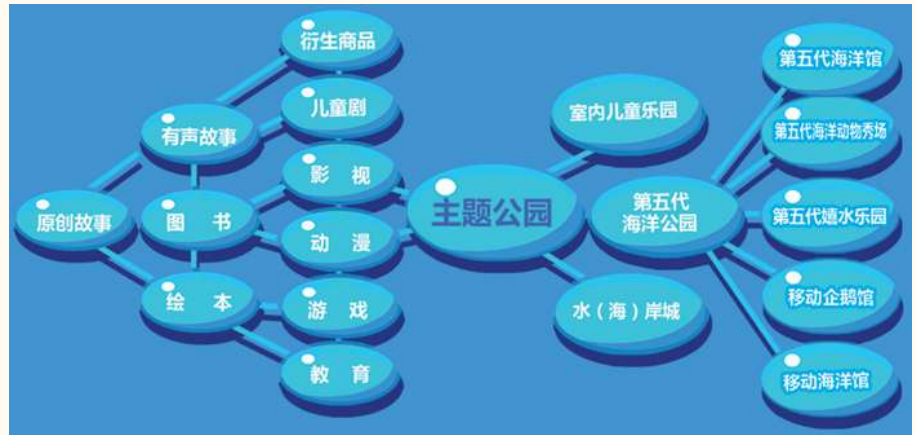 原创故事
有声故事
图书
绘本
衍生商品
儿童剧
影视
动漫
游戏
教育
主题公园
室内儿童乐园
第五代
海洋公园
水（海）岸城
第五代海洋馆
第五代海洋动物秀场
第五代嬉水乐园
移动企鹅馆
移动海洋馆